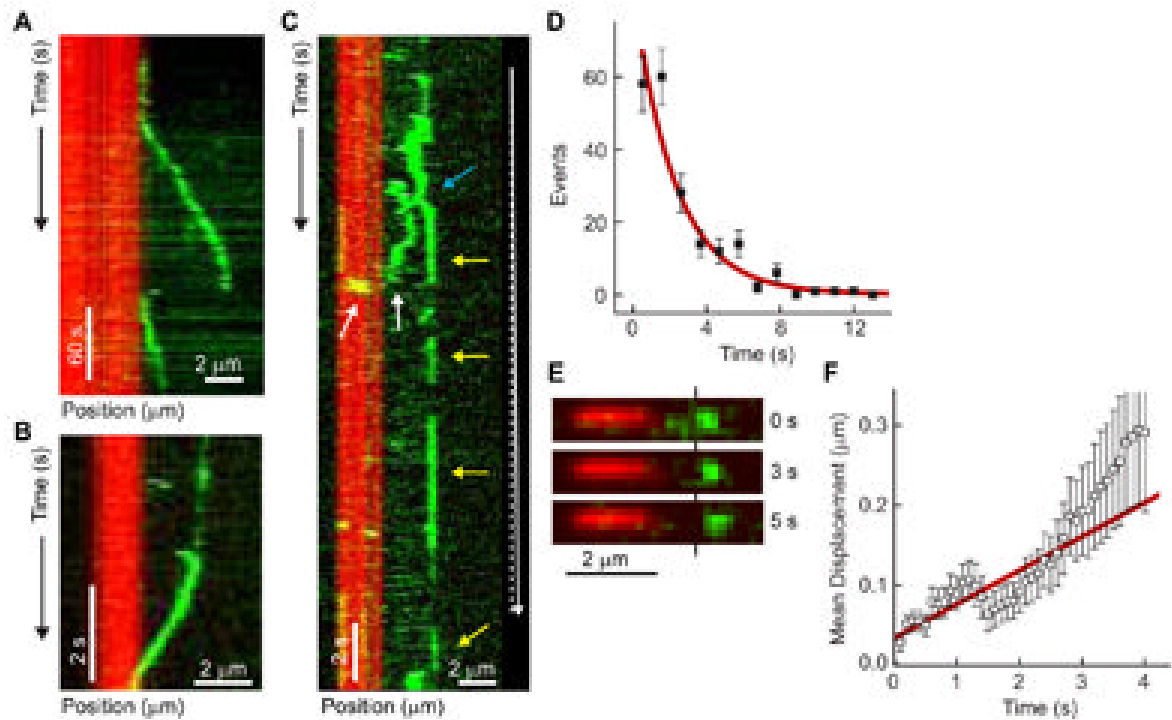 A
Time (s)
60 s
2 μm
Position (μm)
B
Time (s)
2 s
2 μm
Position (μm)
C
Time (s)
2 s
2 μm
Position (μm)
D
Events
60
40
20
0
0
4
8
12
Time (s)
E
0 s
3 s
5 s
2 μm
F
Mean Displacement (μm)
0.3
0.2
0.1
0.0
0
1
2
3
4
Time (s)